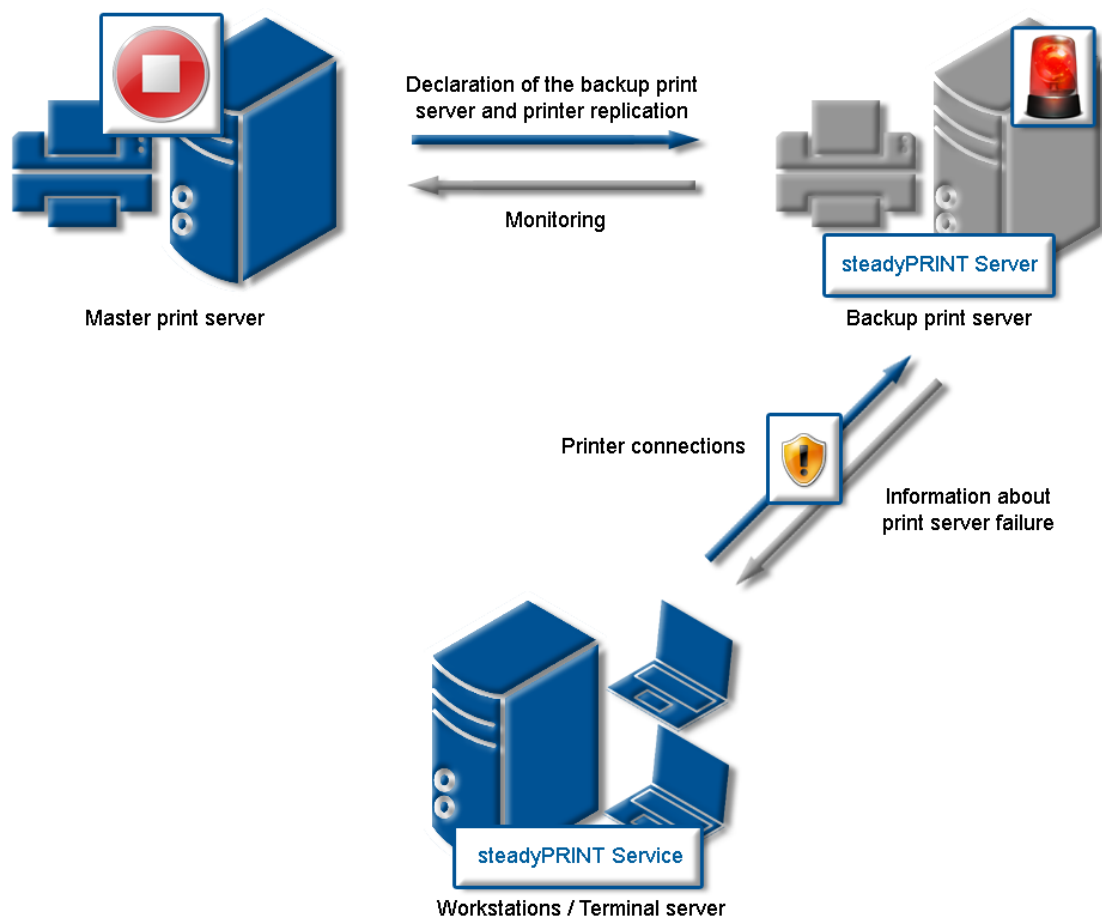 Declaration of the backup print
server and printer replication
Monitoring
steadyPRINT Server
Master print server
Backup print server
Printer connections
Information about
print server failure
steadyPRINT Service
Workstations / Terminal server